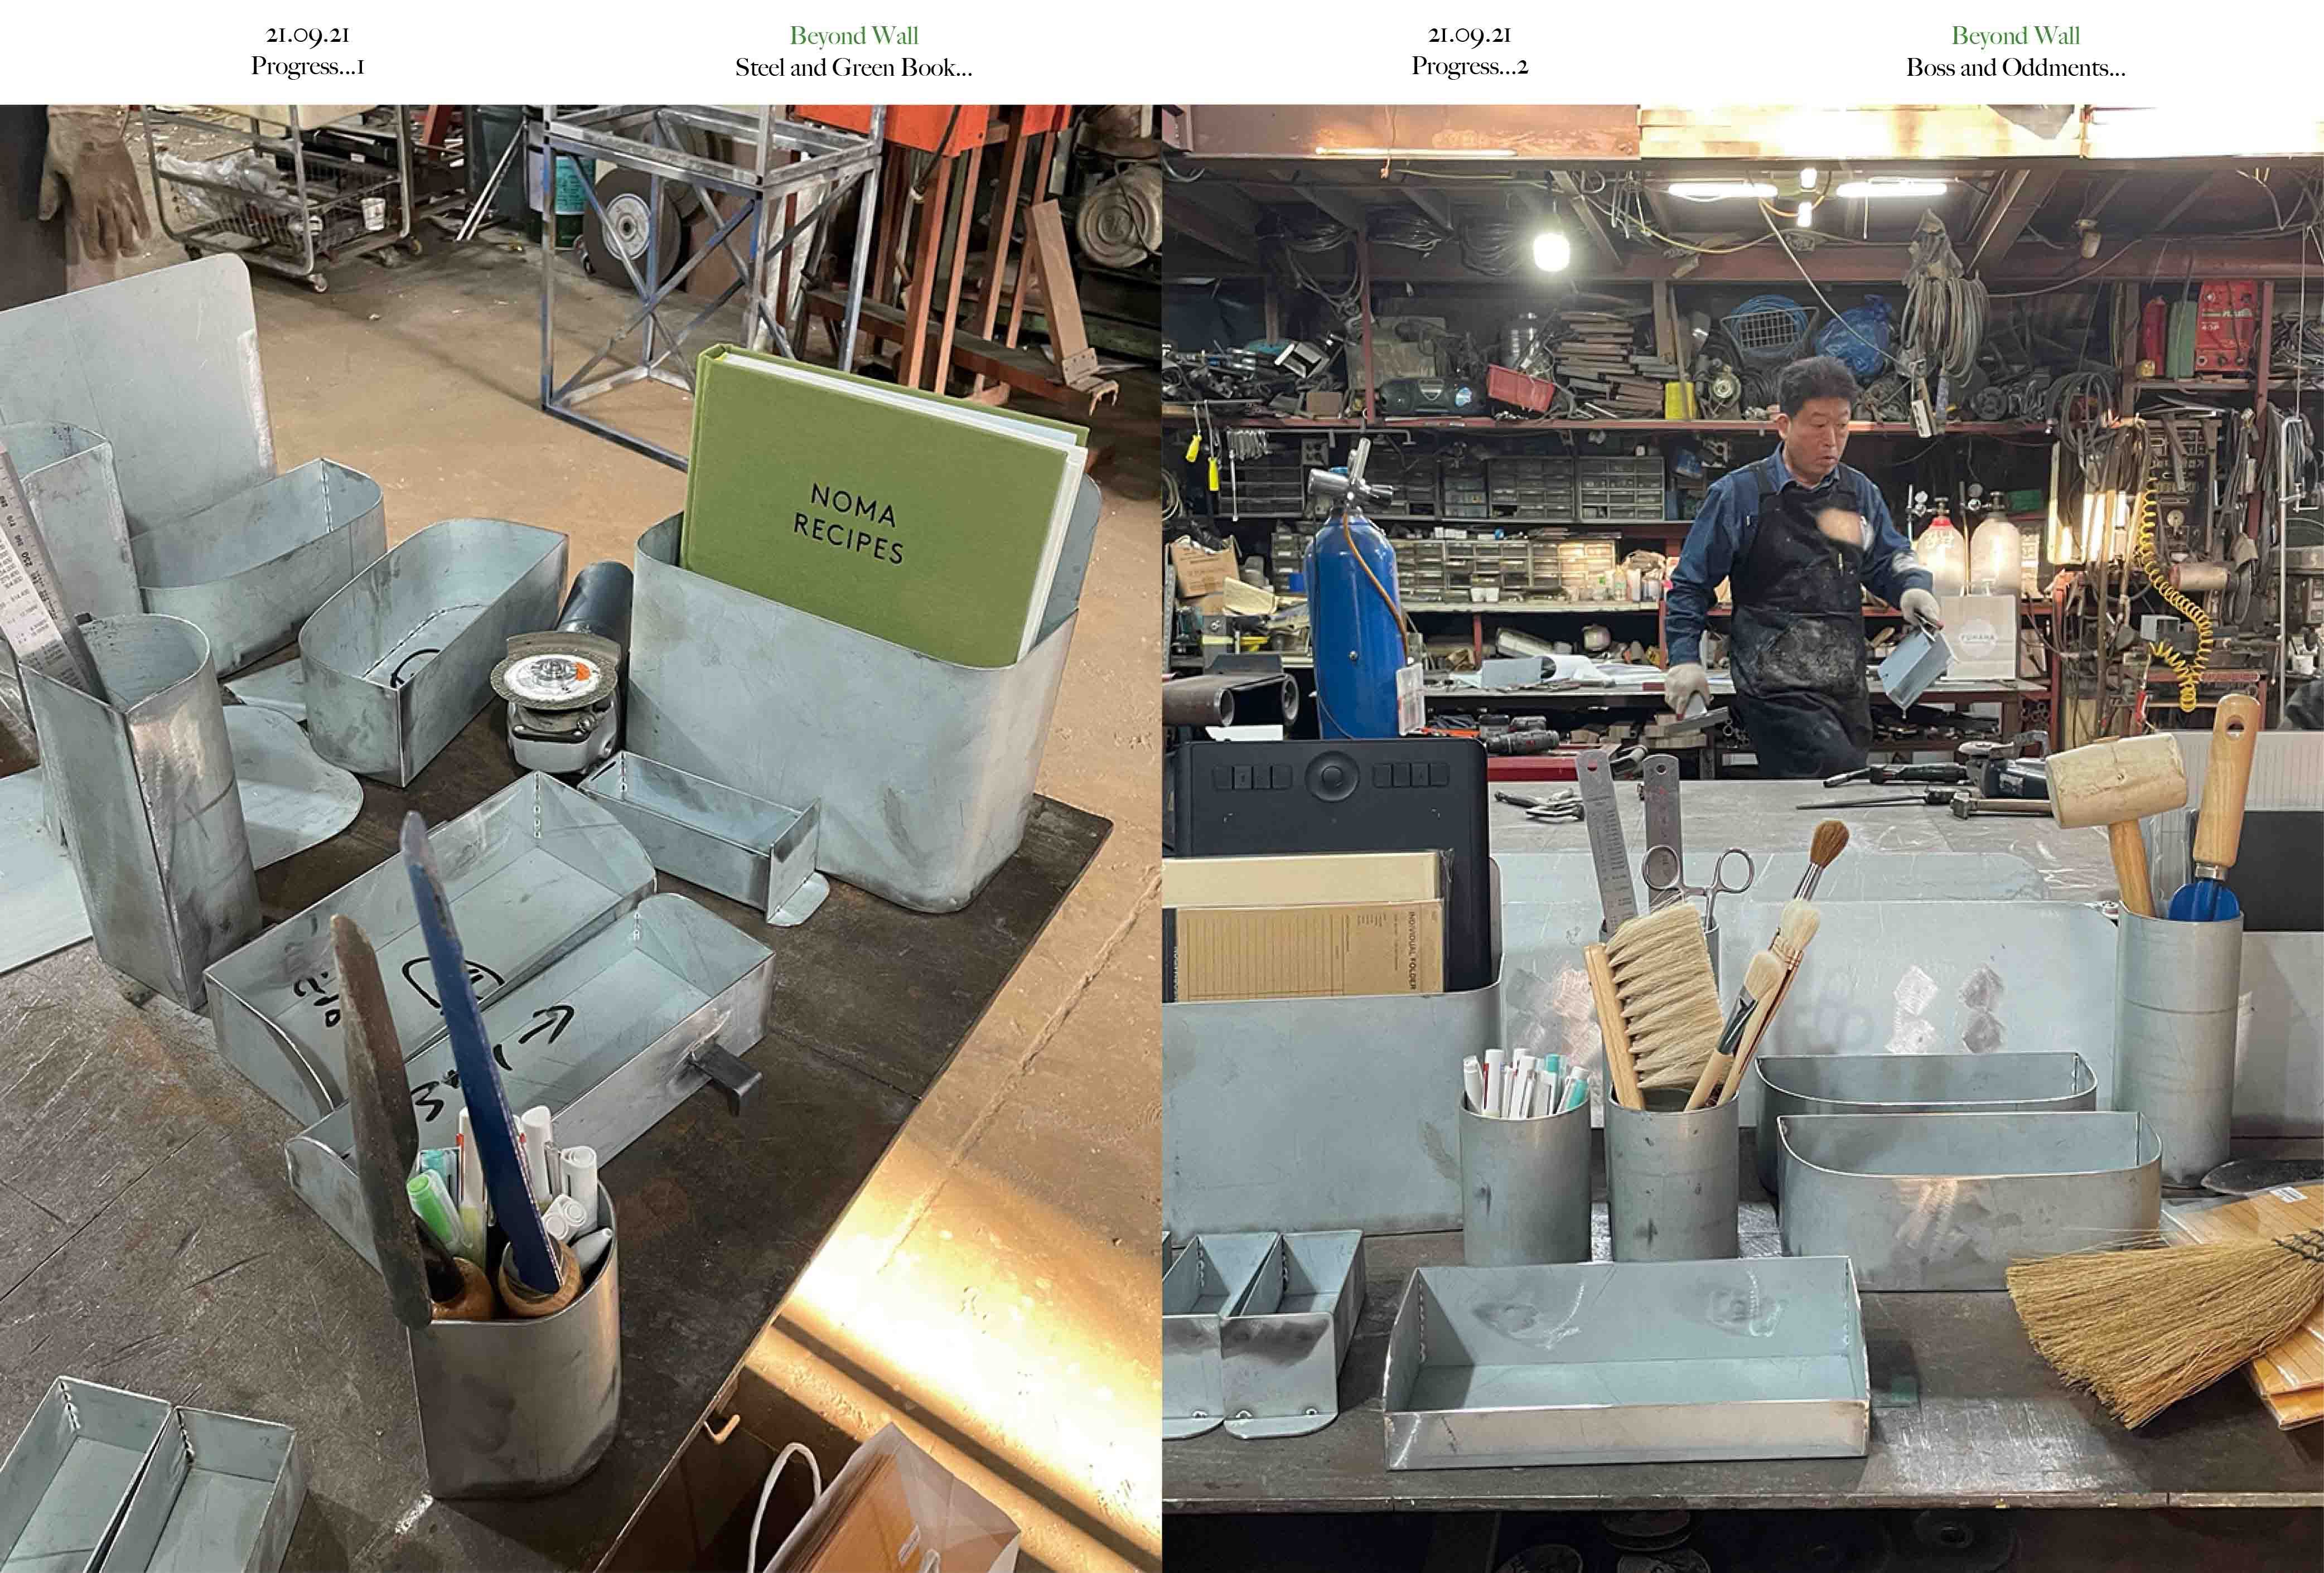 21.09.21
Progress...1
Beyond Wall
Steel and Green Book...
21.09.21
Progress...2
Beyond Wall
Boss and Oddments...
NOMA
RECIPES
INDIVIDUAL FOLDER